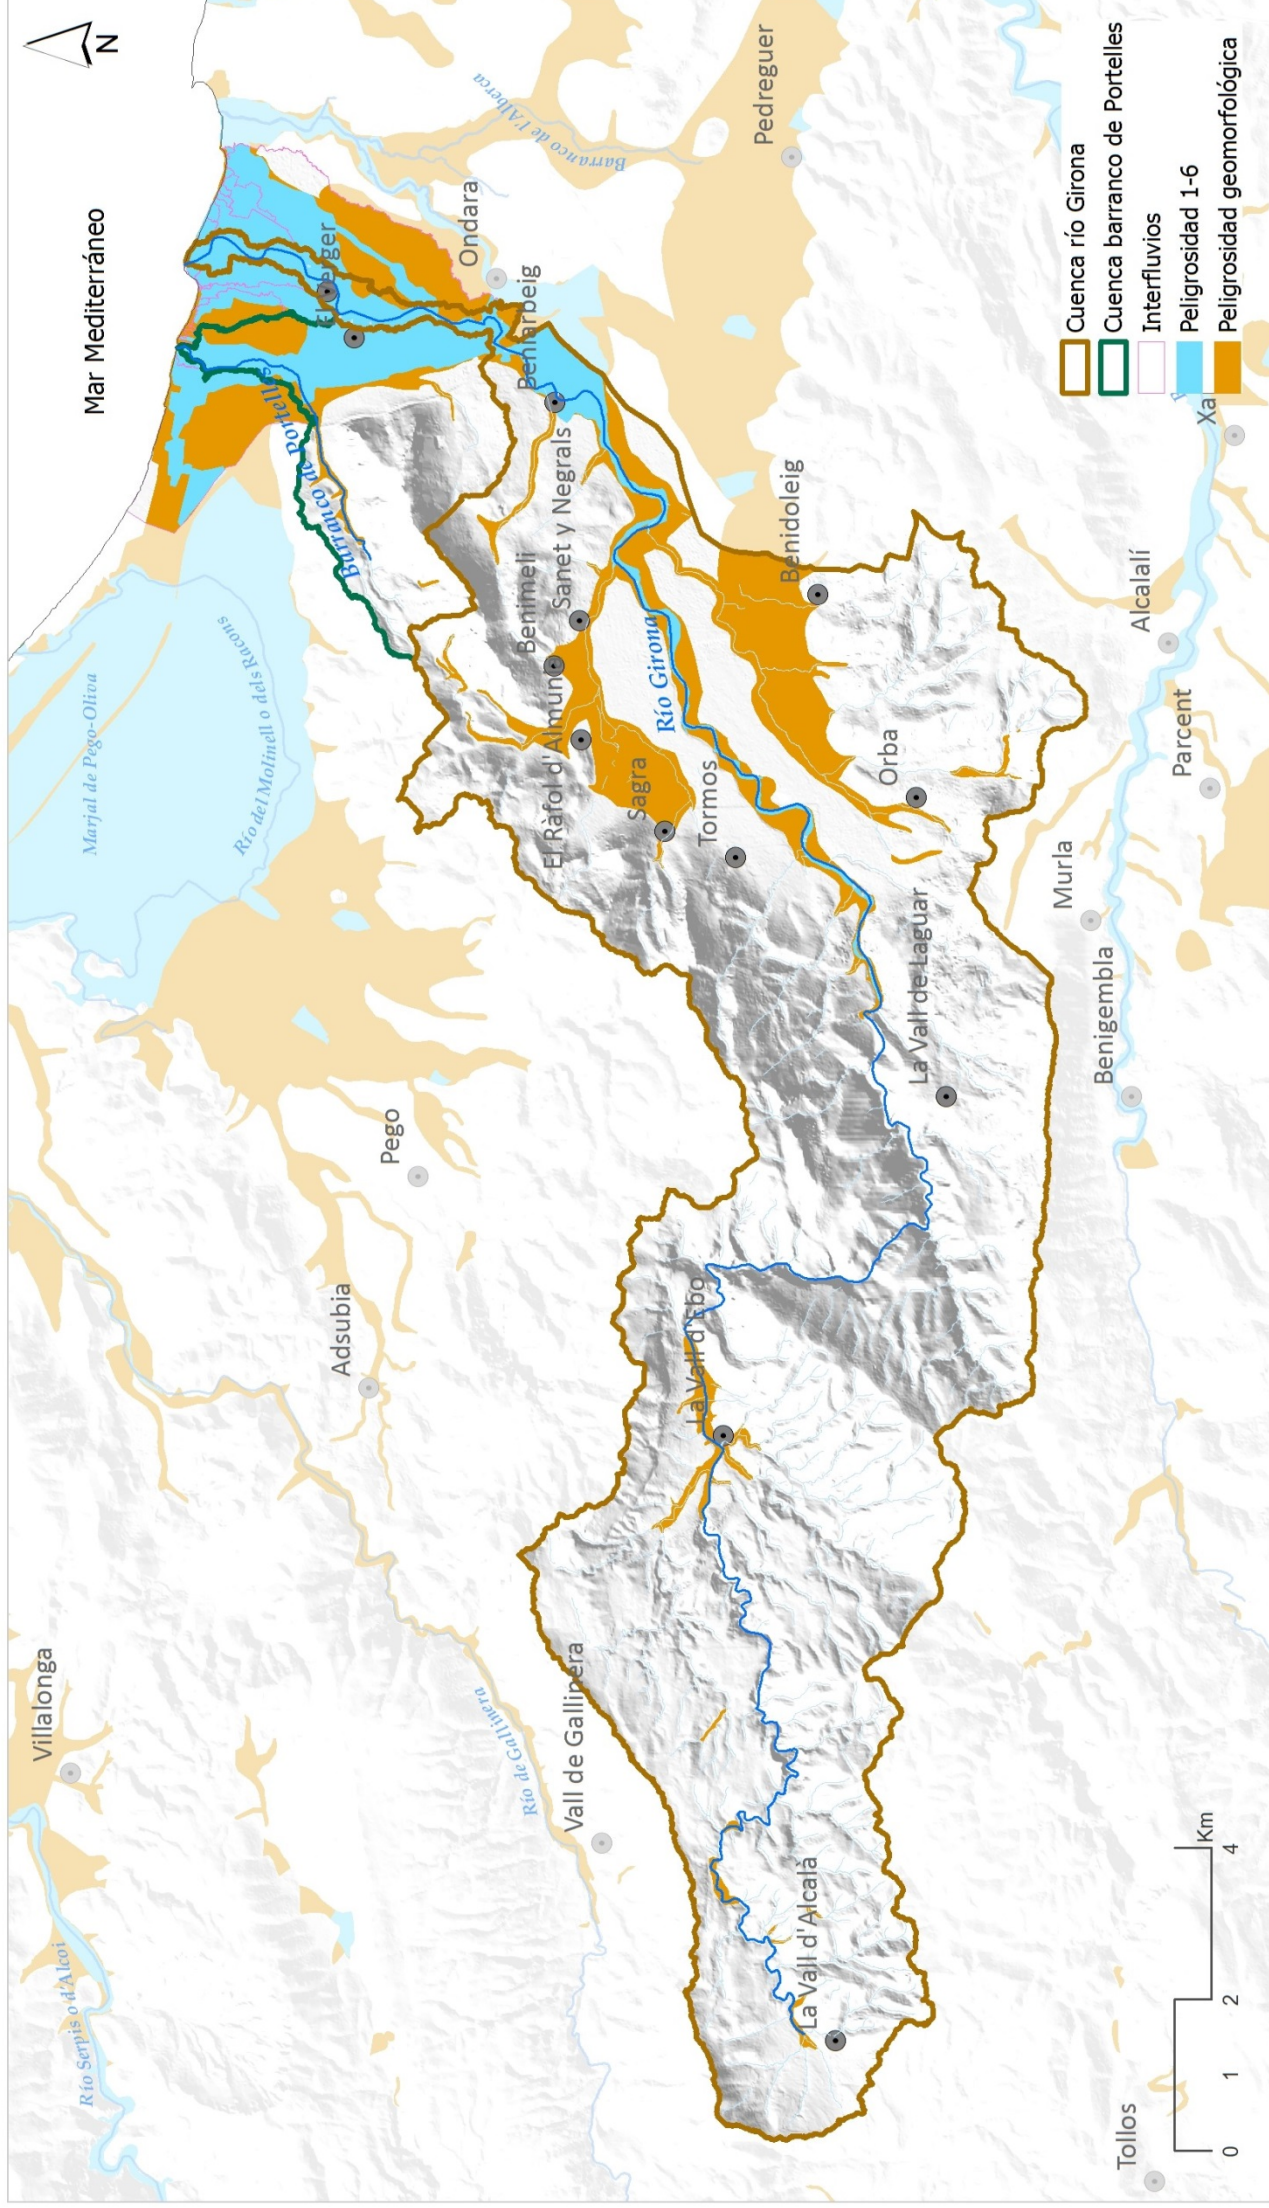 Mar Mediterráneo
N
Villalonga
Río Serpis o d'Alcoi
Marjal de Pego-Oliva
Río del Molinell o dels Racons
Adsubia
Pego
Río de Gallinera
Vall de Gallinera
Barranco de Portelles
Ondara
Barranco de l'Alberca
Pedreguer
Beniarbeig
Sanet y Negrals
Benimeli
El Ràfol d'Almunc
Sagra
Tormos
Río Girona
Benidoleig
Orba
La Vall d'Ebo
La Vall de Laguar
La Vall d'Alcalà
Tollos
Benigembla
Murla
Parcent
Alcalalí
Xa
Cuenca río Girona
Cuenca barranco de Portelles
Interfluvios
Peligrosidad 1-6
Peligrosidad geomorfológica
0 1 2 4
Km